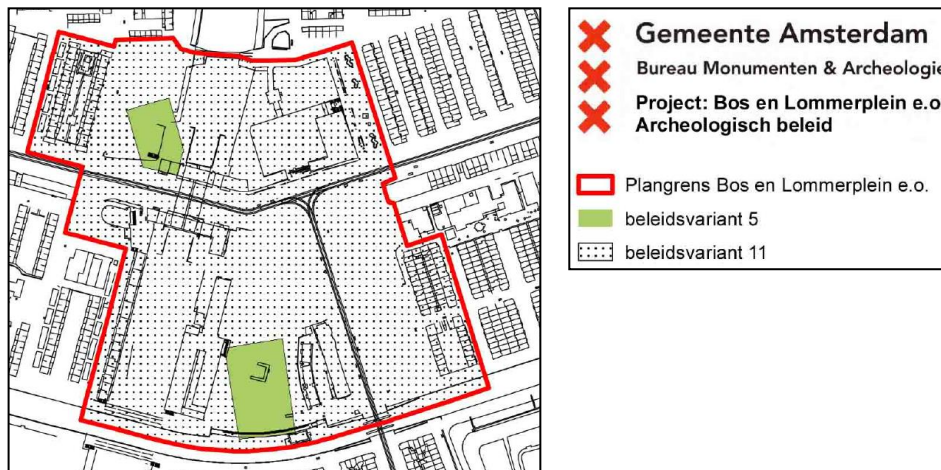 Gemeente Amsterdam
Bureau Monumenten & Archeologie
Project: Bos en Lommerplein e.o.
Archeologisch beleid
Plangrens Bos en Lommerplein e.o.
beleidsvariant 5
beleidsvariant 11